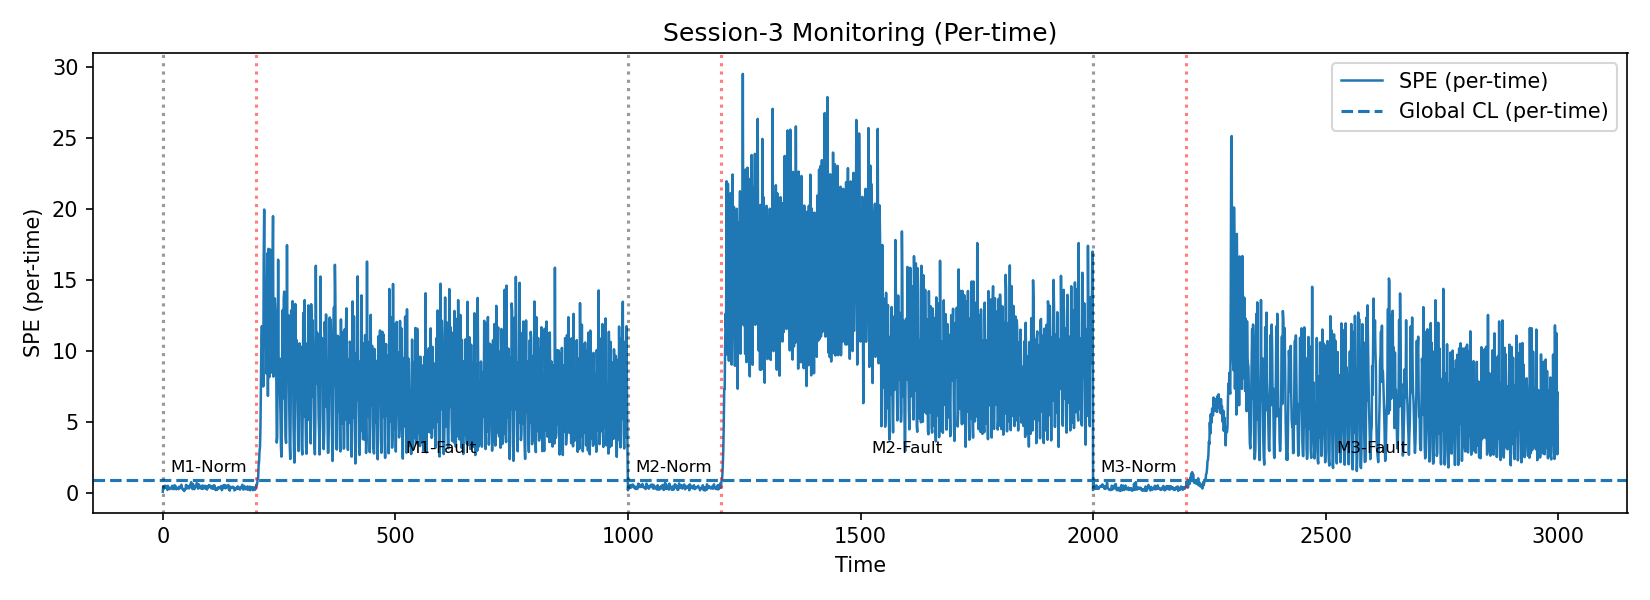 Session-3 Monitoring (Per-time)
SPE (per-time)
Global CL (per-time)
SPE (per-time)
30
25
20
15
10
5
0
M1-Norm
M1-Fault
M2-Norm
M2-Fault
M3-Norm
M3-Fault
0 500 1000 1500 2000 2500 3000
Time